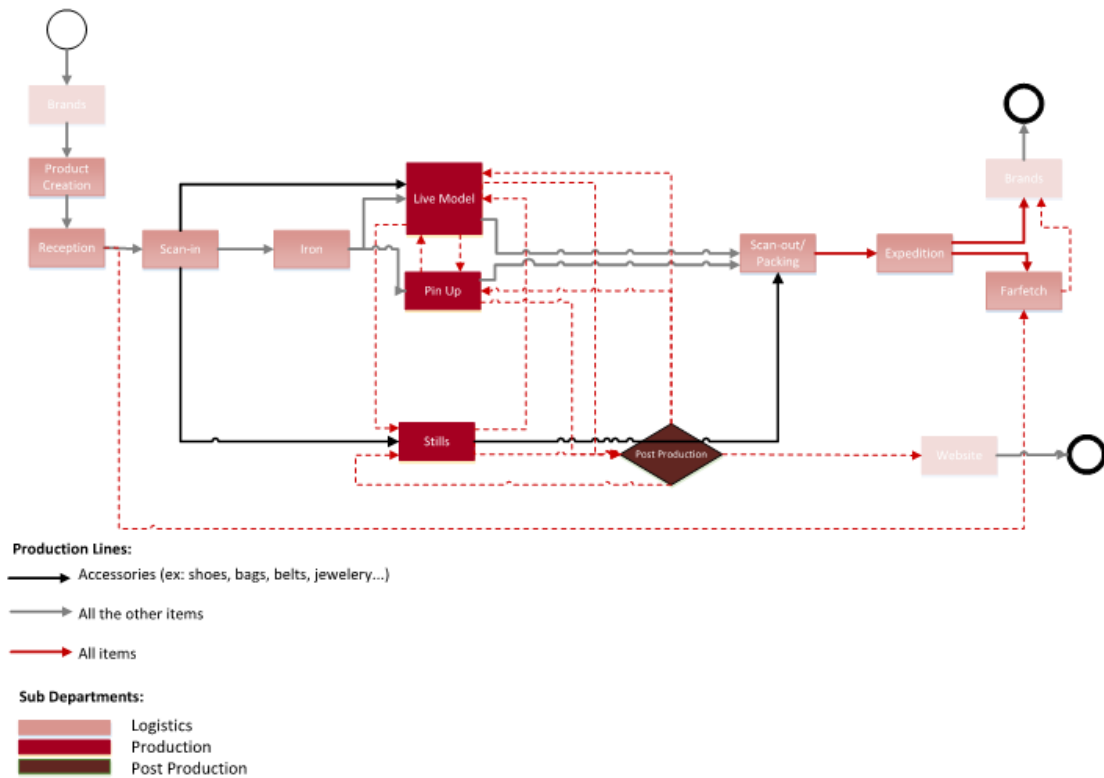 Brands
Product
Creation
Reception
Scan-in
Iron
Live Model
Pin Up
Stills
Post Production
Scan-out/
Packing
Expedition
Brands
Farfetch
Website
Production Lines:
Accessories (ex: shoes, bags, belts, jewelery...)
All the other items
All items
Sub Departments:
Logistics
Production
Post Production